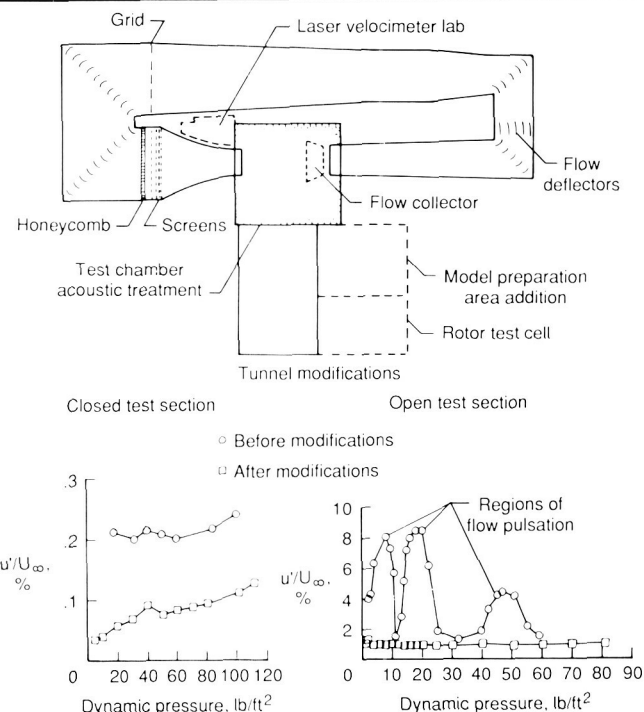 Grid
Laser velocimeter lab
Flow
deflectors
Flow collector
Honeycomb
Screens
Test chamber
acoustic treatment
Model preparation
area addition
Rotor test cell
Tunnel modifications
Closed test section
Open test section
Before modifications
After modifications
.3
.2
.1
u'/U∞,
%
0 20 40 60 80 100 120
Dynamic pressure, lb/ft2
Regions of
flow pulsation
10
8
6
4
2
u'/U∞,
%
0 10 20 30 40 50 60 70 80 90
Dynamic pressure, lb/ft2